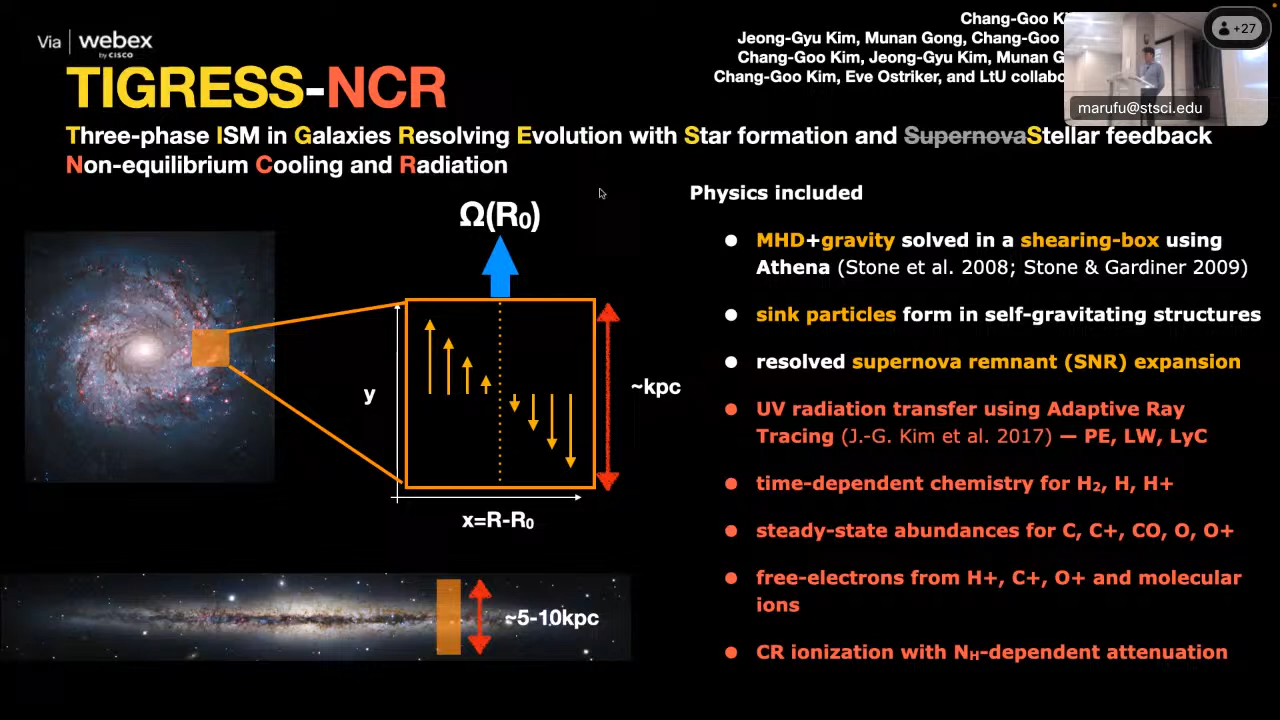 Via | webex
by CISCO
+27
Chang-Goo
Jeong-Gyu Kim, Munan Gong, Chang-Goo
Chang-Goo Kim, Jeong-Gyu Kim, Munan
Chang-Goo Kim, Eve Ostriker, and LtU
marufu@stsci.edu
TIGRESS-NCR
Three-phase ISM in Galaxies Resolving Evolution with Star formation and SupernovaStellar feedback
Non-equilibrium Cooling and Radiation
Ω(R₀)
y
~kpc
x=R-R₀
~5-10kpc
Physics included
● MHD+gravity solved in a shearing-box using
Athena (Stone et al. 2008; Stone & Gardiner 2009)
● sink particles form in self-gravitating structures
● resolved supernova remnant (SNR) expansion
● UV radiation transfer using Adaptive Ray
Tracing (J.-G. Kim et al. 2017) — PE, LW, LyC
● time-dependent chemistry for H₂, H, H+
● steady-state abundances for C, C+, CO, O, O+
● free-electrons from H+, C+, O+ and molecular
ions
● CR ionization with N<sub>H</sub>-dependent attenuation